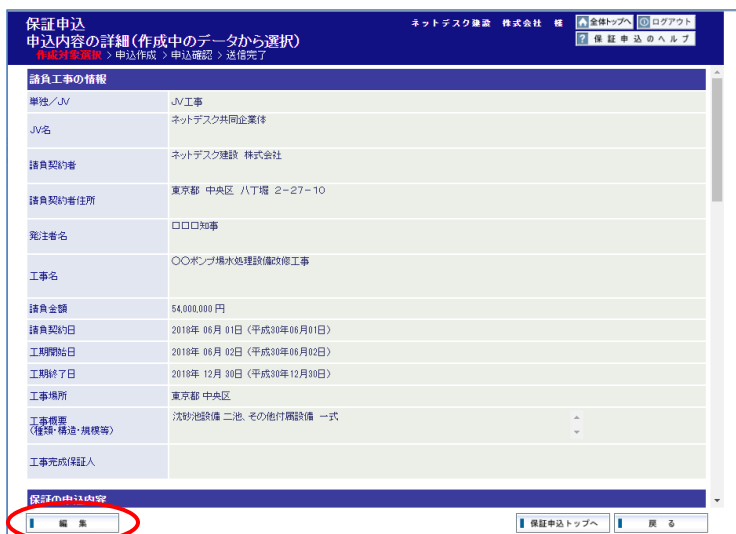 保証申込
申込内容の詳細(作成中のデータから選択)
作成対象選択 > 申込作成 > 申込確認 > 送信完了
ネットデスク建設 株式会社 様
全体トップへ ログアウト
? 保証申込のヘルプ
請負工事の情報
単独/JV JV工事
JV名 ネットデスク共同企業体
請負契約者 ネットデスク建設 株式会社
請負契約者住所 東京都 中央区 八丁堀 2-27-10
発注者名 口口口知事
工事名 〇〇ポンプ場水処理設備改修工事
請負金額 54,000,000 円
請負契約日 2018年 06月 01日 (平成30年06月01日)
工期開始日 2018年 06月 02日 (平成30年06月02日)
工期終了日 2018年 12月 30日 (平成30年12月30日)
工事場所 東京都 中央区
工事概要
(種類・構造・規模等) 沈砂池設備 二池、その他付属設備 一式
工事完成保証人
保証の申込内容
編集 保証申込トップへ 戻る